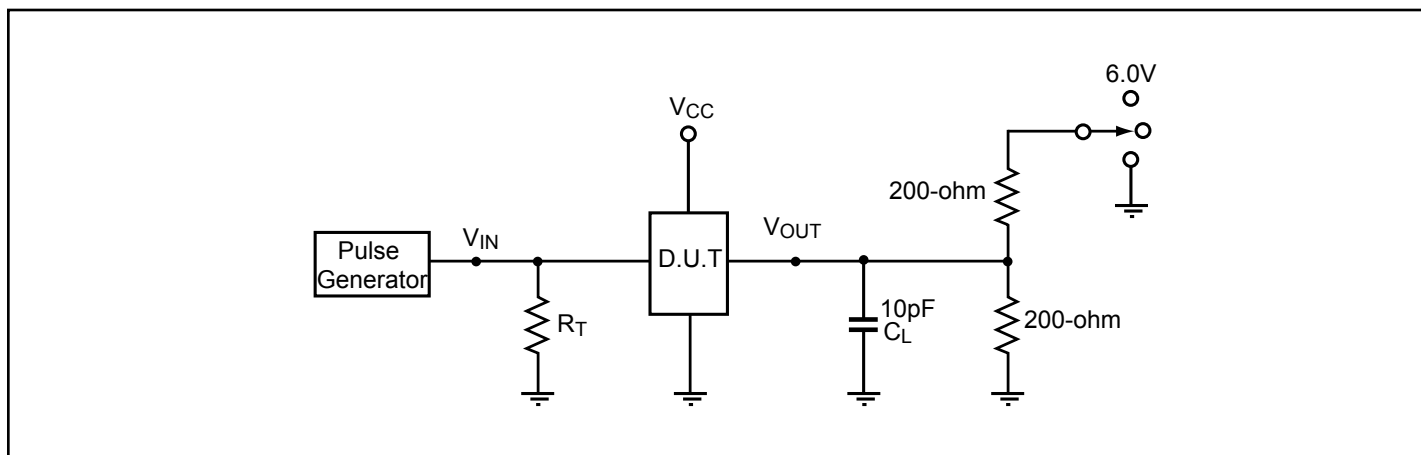 6.0V
VCC
200-ohm
VIN
VOUT
Pulse
Generator
D.U.T
10pF
CL
200-ohm
RT